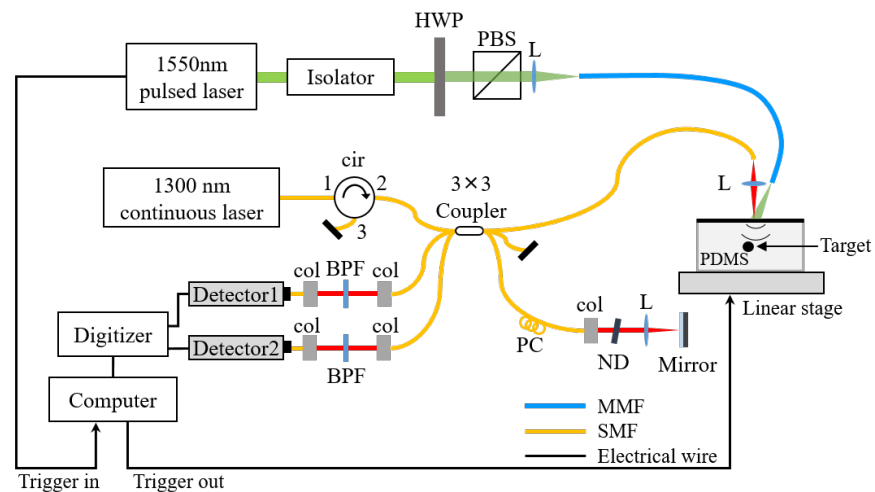 HWP
PBS
L
1550nm
pulsed laser
Isolator
cir
1
2
3
1300 nm
continuous laser
3×3
Coupler
L
PDMS
Target
Linear stage
col
BPF
col
Detector1
col
BPF
col
Detector2
Digitizer
Computer
PC
col
ND
L
Mirror
MMF
SMF
Electrical wire
Trigger in
Trigger out